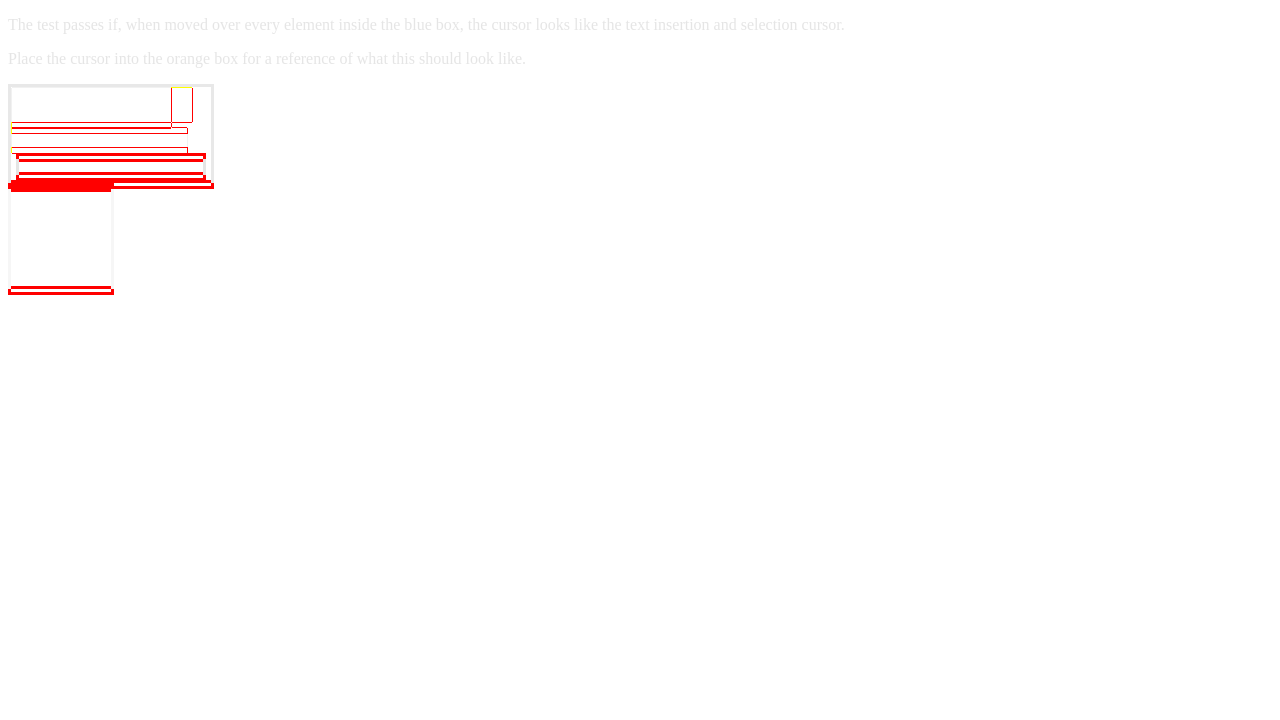 The test passes if, when moved over every element inside the blue box, the cursor looks like the text insertion and selection cursor.
Place the cursor into the orange box for a reference of what this should look like.